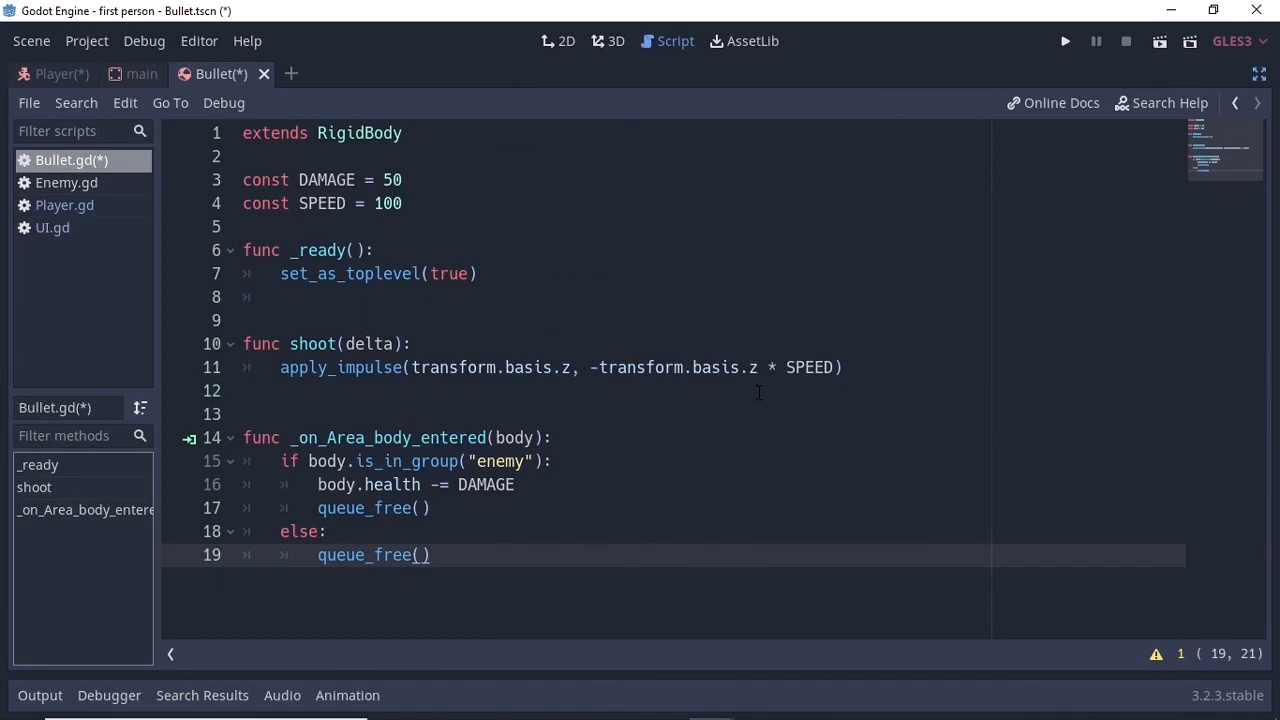 Godot Engine - first person - Bullet.tscn (*)
Scene Project Debug Editor Help 2D 3D Script AssetLib GLES3
Player(*) main Bullet(*)
File Search Edit Go To Debug Online Docs Search Help
Filter scripts
Bullet.gd(*)
Enemy.gd
Player.gd
UI.gd
Bullet.gd(*)
Filter methods
_ready
shoot
_on_Area_body_entere
1 extends RigidBody
2
3 const DAMAGE = 50
4 const SPEED = 100
5
6 func _ready():
7 set_as_toplevel(true)
8
9
10 func shoot(delta):
11 apply_impulse(transform.basis.z, -transform.basis.z * SPEED)
12
13
14 func _on_Area_body_entered(body):
15 if body.is_in_group("enemy"):
16 body.health -= DAMAGE
17 queue_free()
18 else:
19 queue_free()
1 ( 19, 21)
Output Debugger Search Results Audio Animation 3.2.3.stable